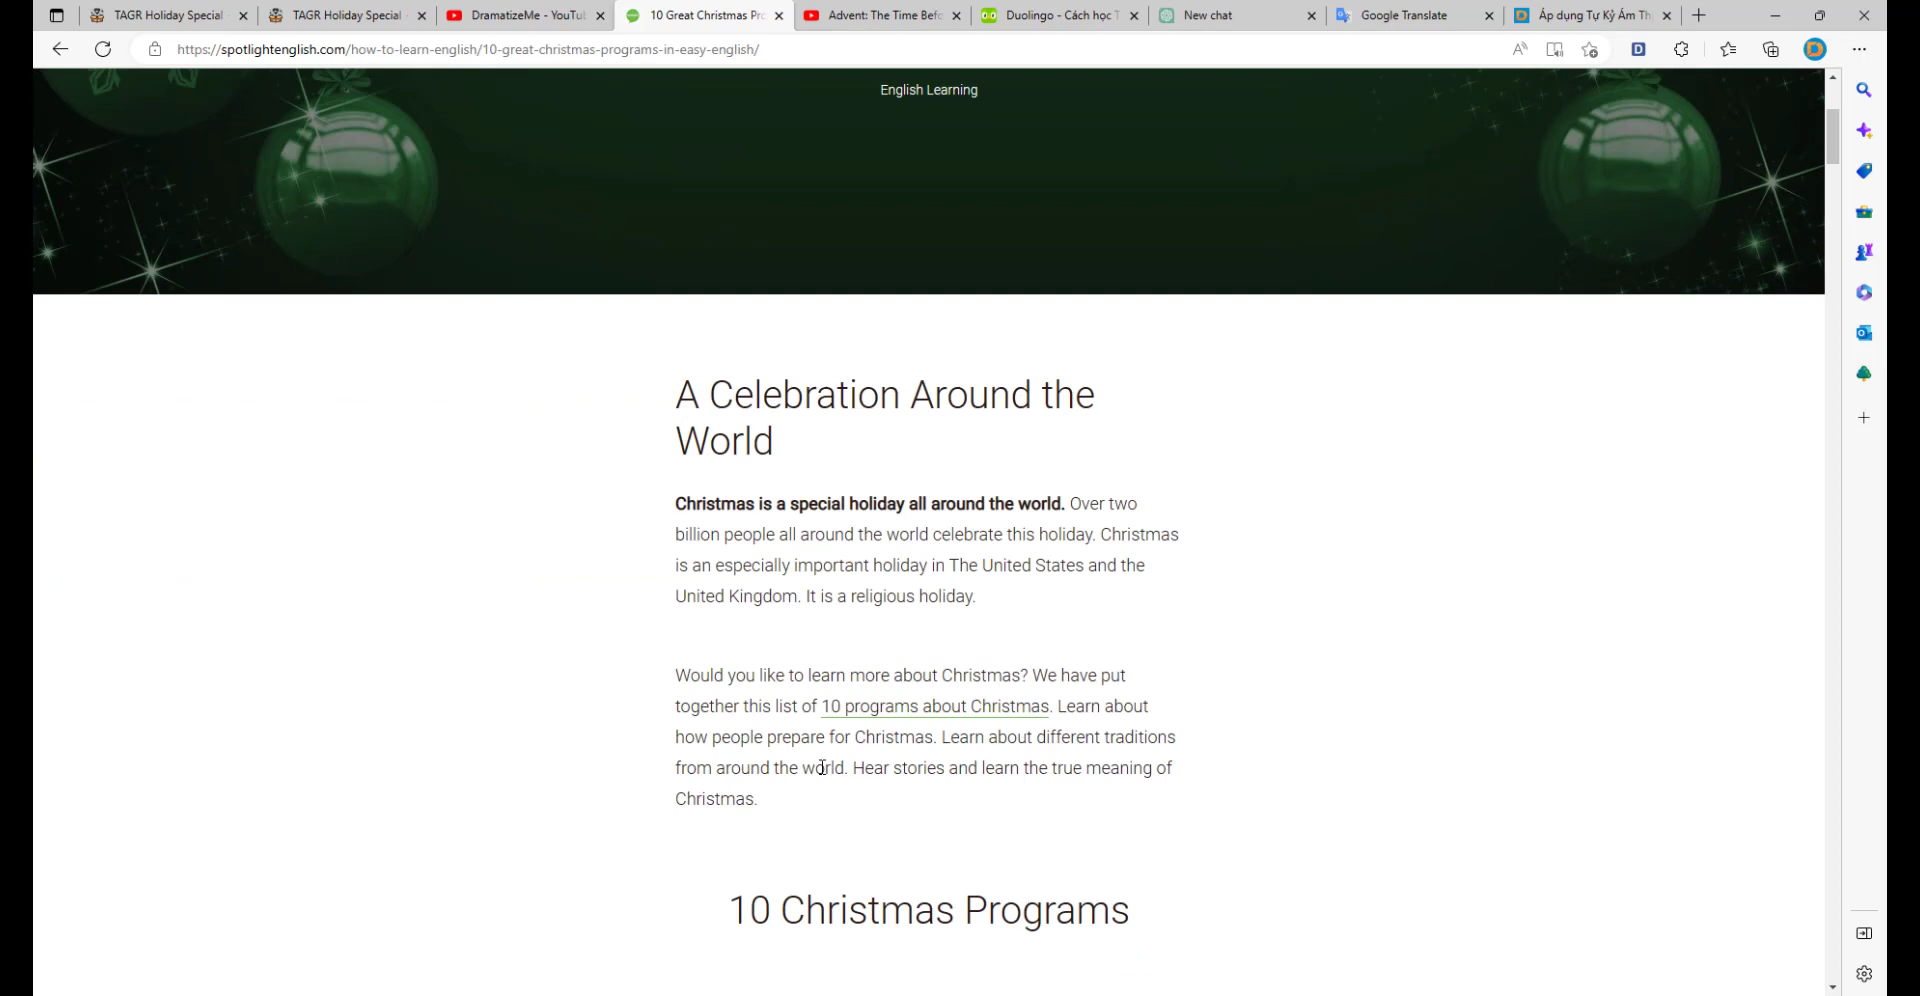 TAGR Holiday Special
TAGR Holiday Special
DramatizeMe - YouTu
10 Great Christmas Pr
Advent: The Time Bef
Duolingo - Cách học T
New chat
Google Translate
Áp dụng Tự Kỷ Ám Th
https://spotlightenglish.com/how-to-learn-english/10-great-christmas-programs-in-easy-english/
English Learning
A Celebration Around the
World
Christmas is a special holiday all around the world. Over two
billion people all around the world celebrate this holiday. Christmas
is an especially important holiday in The United States and the
United Kingdom. It is a religious holiday.
Would you like to learn more about Christmas? We have put
together this list of 10 programs about Christmas. Learn about
how people prepare for Christmas. Learn about different traditions
from around the world. Hear stories and learn the true meaning of
Christmas.
10 Christmas Programs